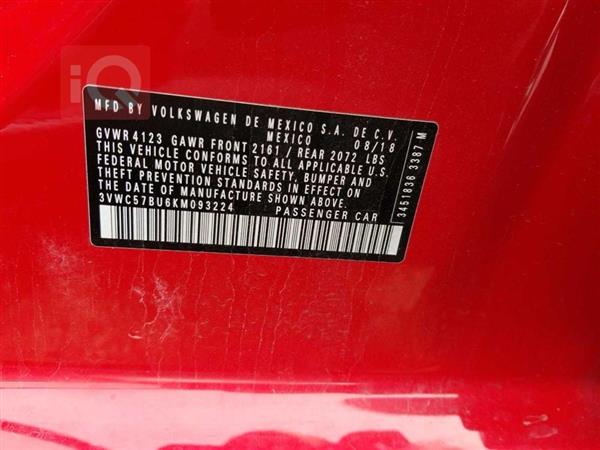 iQ
MFD BY VOLKSWAGEN DE MEXICO S.A. DE C.V.
MEXICO 08/18
GVWR 4123 GAWR FRONT 2161 / REAR 2072 LBS
THIS VEHICLE CONFORMS TO ALL APPLICABLE U.S.
FEDERAL MOTOR VEHICLE SAFETY, BUMPER AND
THEFT PREVENTION STANDARDS IN EFFECT ON
THE DATE OF MANUFACTURE SHOWN ABOVE.
3VWC57BU6KM093224 PASSENGER CAR
3451836 3387 M